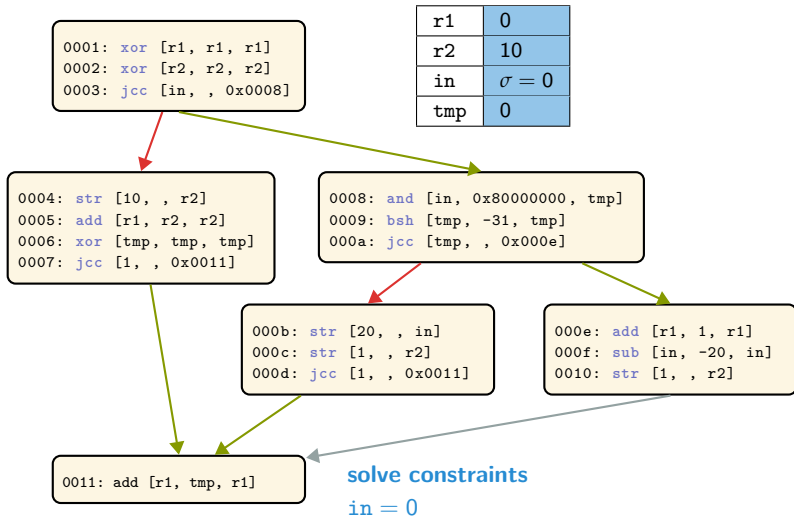 0001: xor [r1, r1, r1]
0002: xor [r2, r2, r2]
0003: jcc [in, , 0x0008]
r1 0
r2 10
in σ = 0
tmp 0
0004: str [10, , r2]
0005: add [r1, r2, r2]
0006: xor [tmp, tmp, tmp]
0007: jcc [1, , 0x0011]
0008: and [in, 0x80000000, tmp]
0009: bsh [tmp, -31, tmp]
000a: jcc [tmp, , 0x000e]
000b: str [20, , in]
000c: str [1, , r2]
000d: jcc [1, , 0x0011]
000e: add [r1, 1, r1]
000f: sub [in, -20, in]
0010: str [1, , r2]
0011: add [r1, tmp, r1]
solve constraints
in = 0